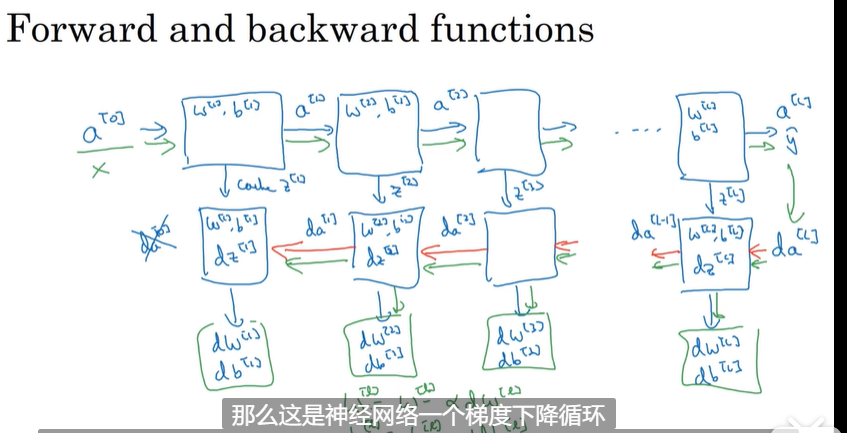 Forward and backward functions
a^[0] w^[1], b^[1] a^[1] w^[2], b^[2] a^[2] .... w^[L] a^[L]
x b^[L] ŷ
cache z^[1] z^[2] z^[3] z^[L]
da^[0] w^[1], b^[1] da^[1] w^[2], b^[2] da^[2] da^[L-1] w^[L], b^[L] da^[L]
dz^[1] dz^[2] dz^[L]
dw^[1] dw^[2] dw^[3] dw^[L]
db^[1] db^[2] db^[3] db^[L]
那么这是神经网络一个梯度下降循环